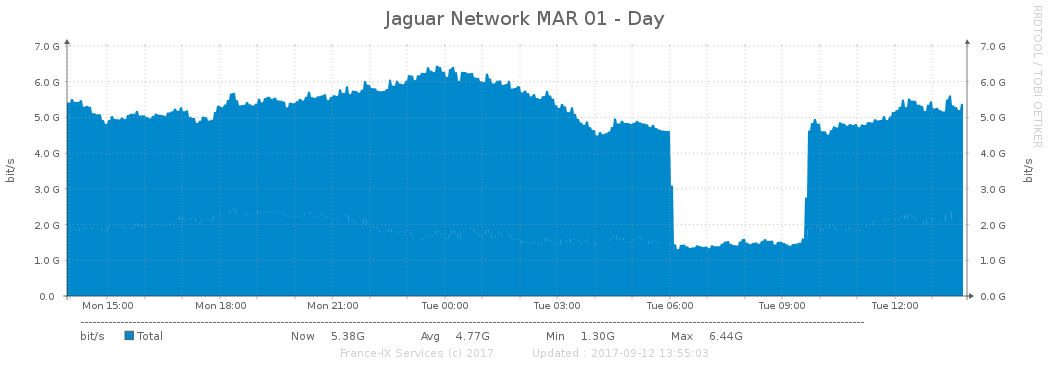 Jaguar Network MAR 01 - Day
RRDTOOL / TOBI OETIKER
bit/s
7.0 G
6.0 G
5.0 G
4.0 G
3.0 G
2.0 G
1.0 G
0.0
7.0 G
6.0 G
5.0 G
4.0 G
3.0 G
2.0 G
1.0 G
0.0 G
bit/s
Mon 15:00 Mon 18:00 Mon 21:00 Tue 00:00 Tue 03:00 Tue 06:00 Tue 09:00 Tue 12:00
bit/s Total Now 5.38G Avg 4.77G Min 1.30G Max 6.44G
France-IX Services (c) 2017 Updated : 2017-09-12 13:55:03